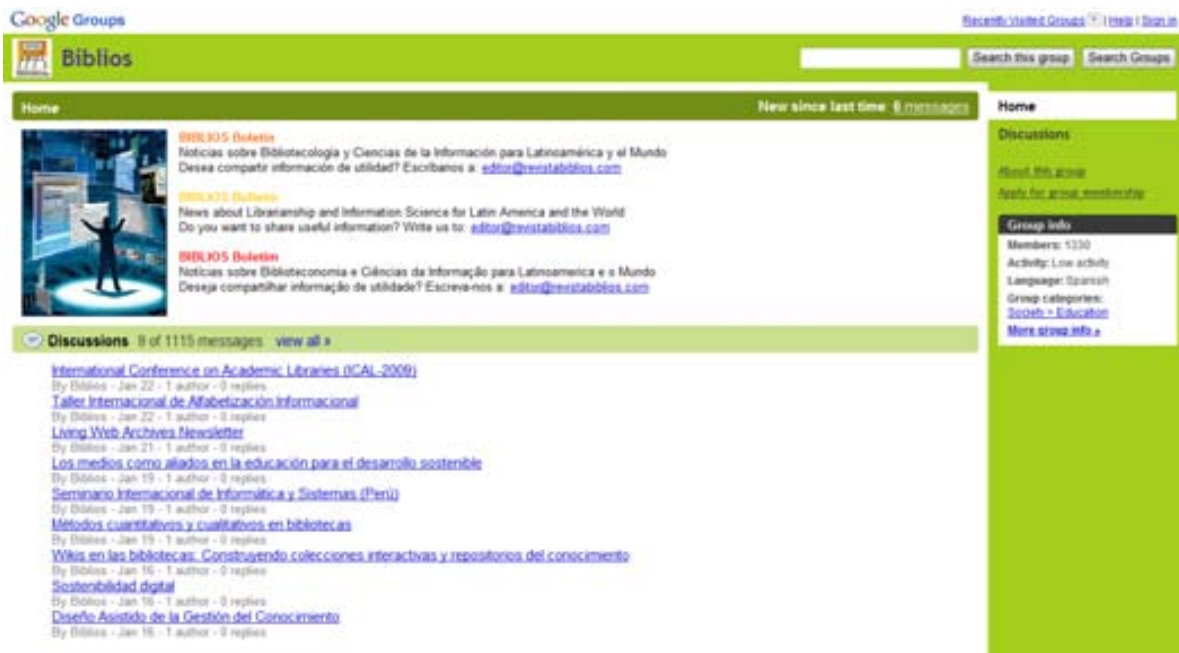 Google Groups
Recently Visited Groups | Help | Sign in
Biblios
Search this group Search Groups
Home New since last time: 6 messages
Home
Discussions
About this group
Apply for group membership
BIBLIOS Boletín
Noticias sobre Bibliotecología y Ciencias de la Información para Latinoamérica y el Mundo
Desea compartir información de utilidad? Escríbanos a: editor@revistabiblios.com
BIBLIOS Bulletin
News about Librarianship and Information Science for Latin America and the World
Do you want to share useful information? Write us to: editor@revistabiblios.com
BIBLIOS Boletim
Notícias sobre Biblioteconomia e Ciências da Informação para Latinoamerica e o Mundo
Deseja compartilhar informação de utilidade? Escreva-nos a: editor@revistabiblios.com
Group info
Members: 1330
Activity: Low activity
Language: Spanish
Group categories:
Society > Education
More group info »
Discussions 9 of 1115 messages view all »
International Conference on Academic Libraries (ICAL-2009)
By Biblios - Jan 22 - 1 author - 0 replies
Taller Internacional de Alfabetización Informacional
By Biblios - Jan 22 - 1 author - 0 replies
Living Web Archives Newsletter
By Biblios - Jan 21 - 1 author - 0 replies
Los medios como aliados en la educación para el desarrollo sostenible
By Biblios - Jan 19 - 1 author - 0 replies
Seminario Internacional de Informática y Sistemas (Perú)
By Biblios - Jan 19 - 1 author - 0 replies
Métodos cuantitativos y cualitativos en bibliotecas
By Biblios - Jan 19 - 1 author - 0 replies
Wikis en las bibliotecas: Construyendo colecciones interactivas y repositorios del conocimiento
By Biblios - Jan 16 - 1 author - 0 replies
Sostenibilidad digital
By Biblios - Jan 16 - 1 author - 0 replies
Diseño Asistido de la Gestión del Conocimiento
By Biblios - Jan 16 - 1 author - 0 replies